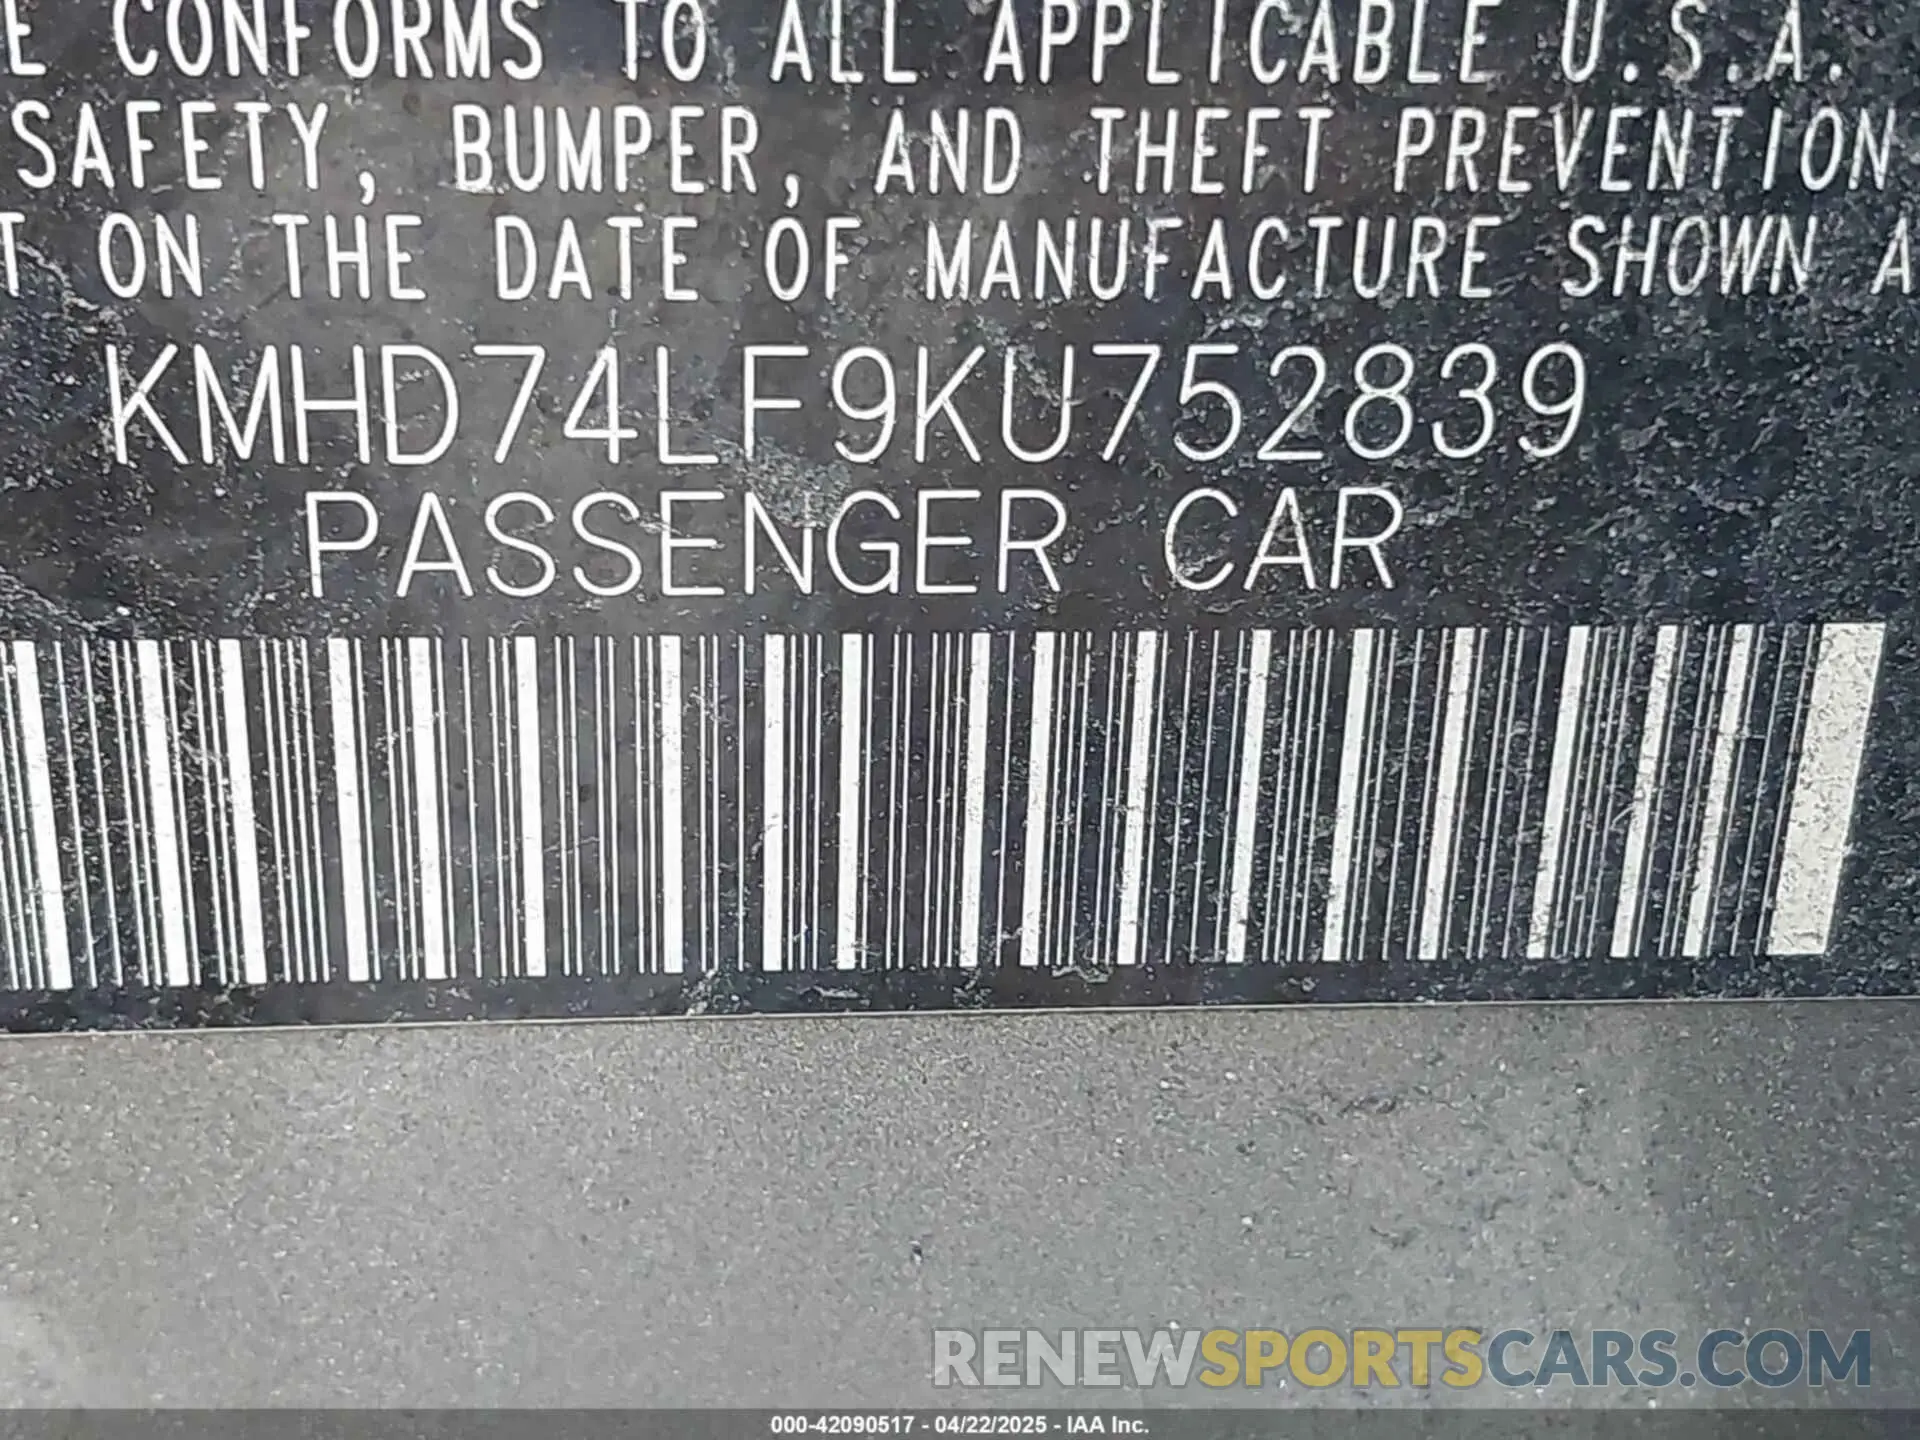 E CONFORMS TO ALL APPLICABLE U.S.A.
SAFETY, BUMPER, AND THEFT PREVENTION
T ON THE DATE OF MANUFACTURE SHOWN A
KMHD74LF9KU752839
PASSENGER CAR
RENEWSPORTSCARS.COM
000-42090517 - 04/22/2025 - IAA Inc.